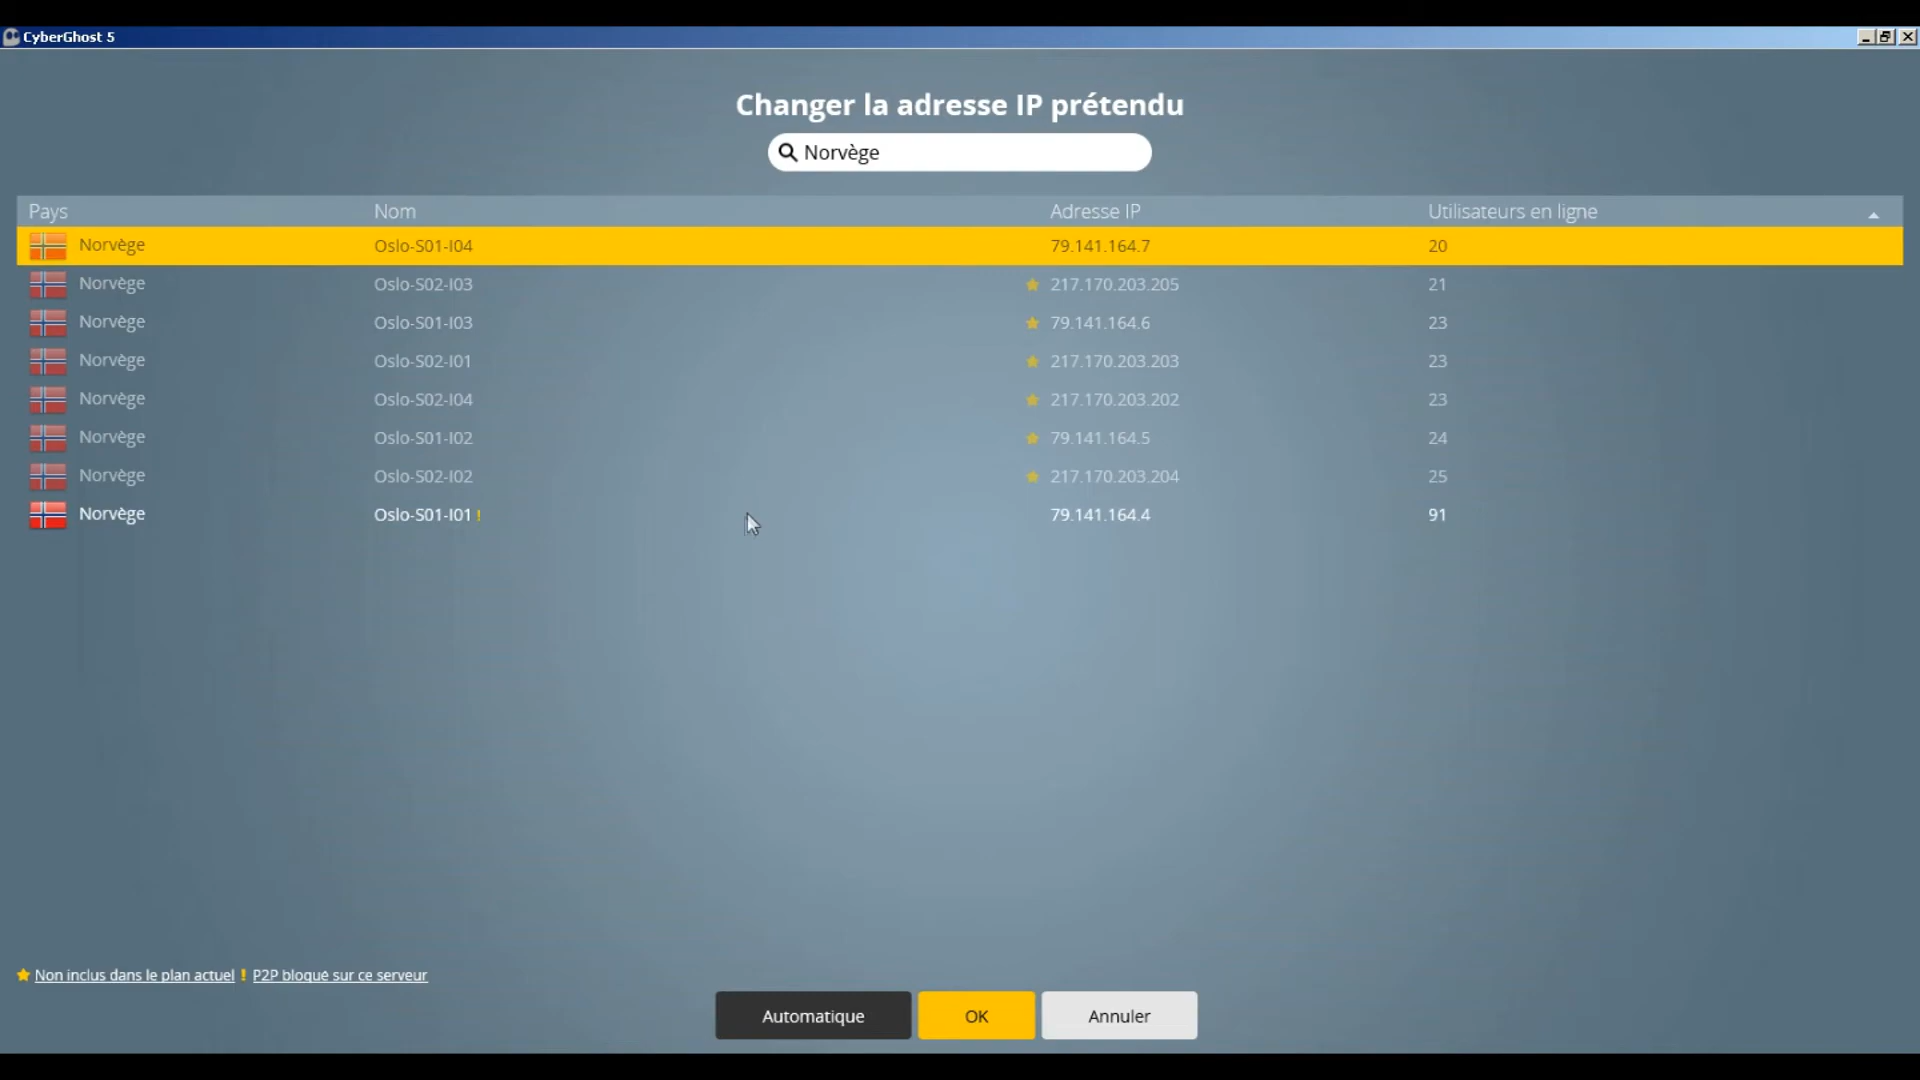 CyberGhost 5
Changer la adresse IP prétendu
Norvège
Pays Nom Adresse IP Utilisateurs en ligne
Norvège Oslo-S01-I04 79.141.164.7 20
Norvège Oslo-S02-I03 217.170.203.205 21
Norvège Oslo-S01-I03 79.141.164.6 23
Norvège Oslo-S02-I01 217.170.203.203 23
Norvège Oslo-S02-I04 217.170.203.202 23
Norvège Oslo-S01-I02 79.141.164.5 24
Norvège Oslo-S02-I02 217.170.203.204 25
Norvège Oslo-S01-I01 ! 79.141.164.4 91
Non inclus dans le plan actuel ! P2P bloqué sur ce serveur
Automatique OK Annuler